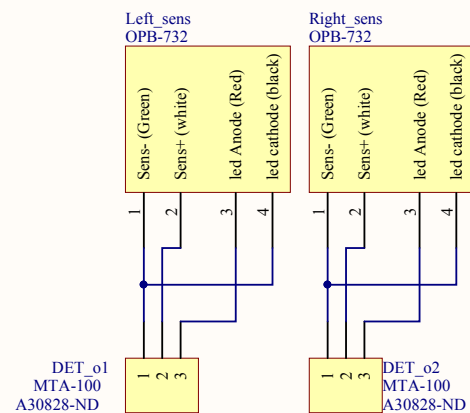 Left_sens
OPB-732
Sens- (Green)
Sens+ (white)
led Anode (Red)
led cathode (black)
1
2
3
4
DET_o1
MTA-100
A30828-ND
1
2
3
Right_sens
OPB-732
Sens- (Green)
Sens+ (white)
led Anode (Red)
led cathode (black)
1
2
3
4
1
2
3
DET_o2
MTA-100
A30828-ND